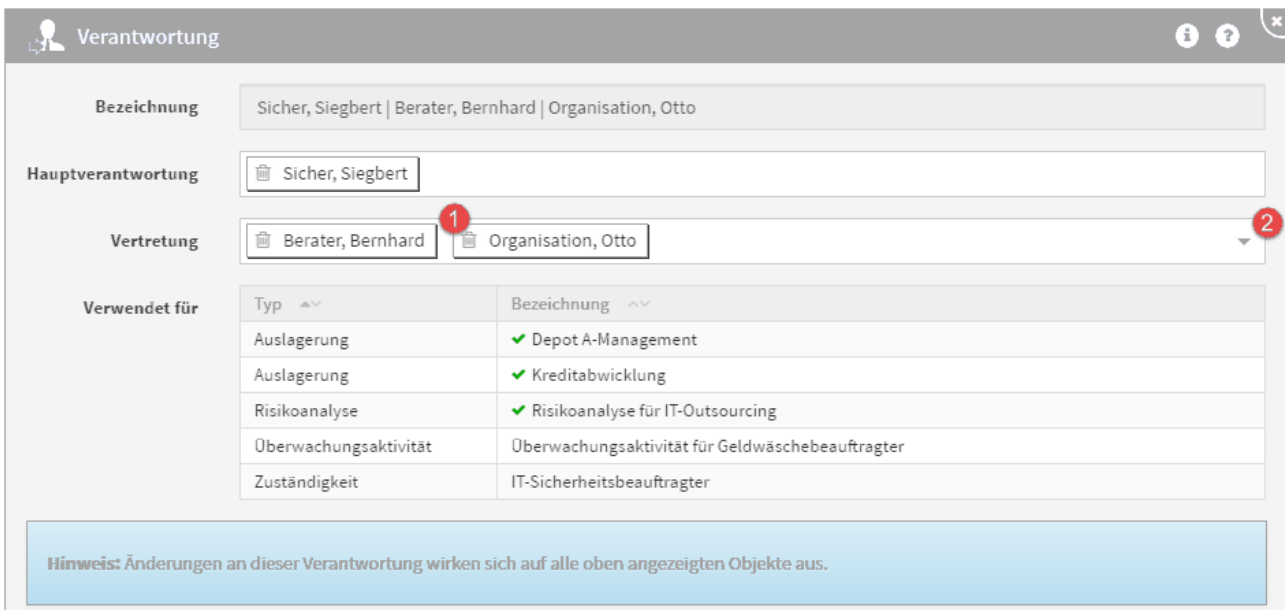 Verantwortung
Bezeichnung Sicher, Siegbert | Berater, Bernhard | Organisation, Otto
Hauptverantwortung Sicher, Siegbert
Vertretung Berater, Bernhard 1 Organisation, Otto 2
Verwendet für Typ Bezeichnung
Auslagerung Depot A-Management
Auslagerung Kreditabwicklung
Risikoanalyse Risikoanalyse für IT-Outsourcing
Überwachungsaktivität Überwachungsaktivität für Geldwäschebeauftragter
Zuständigkeit IT-Sicherheitsbeauftragter
Hinweis: Änderungen an dieser Verantwortung wirken sich auf alle oben angezeigten Objekte aus.